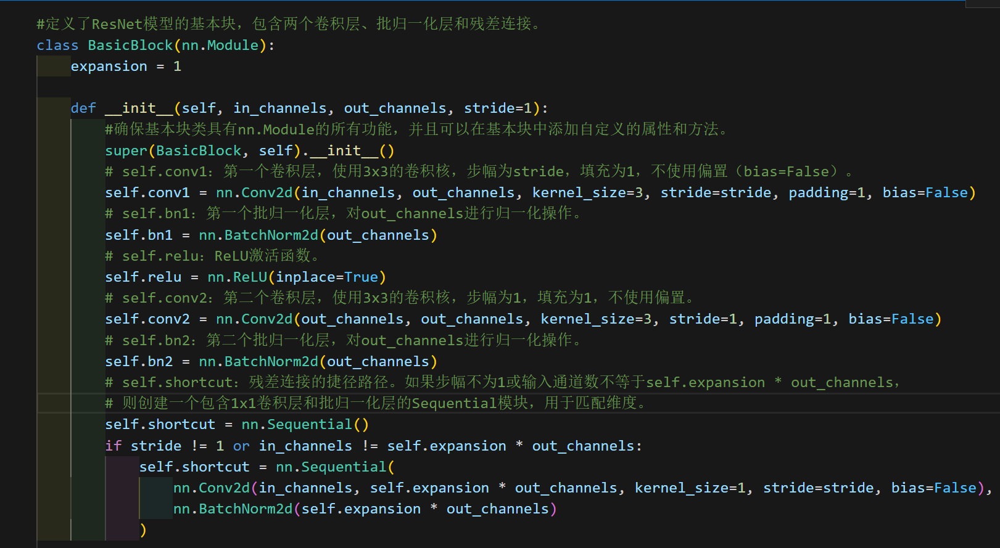 #定义了ResNet模型的基本块，包含两个卷积层、批归一化层和残差连接。
class BasicBlock(nn.Module):
    expansion = 1

    def __init__(self, in_channels, out_channels, stride=1):
        #确保基本块类具有nn.Module的所有功能，并且可以在基本块中添加自定义的属性和方法。
        super(BasicBlock, self).__init__()
        # self.conv1：第一个卷积层，使用3x3的卷积核，步幅为stride，填充为1，不使用偏置（bias=False）。
        self.conv1 = nn.Conv2d(in_channels, out_channels, kernel_size=3, stride=stride, padding=1, bias=False)
        # self.bn1：第一个批归一化层，对out_channels进行归一化操作。
        self.bn1 = nn.BatchNorm2d(out_channels)
        # self.relu：ReLU激活函数。
        self.relu = nn.ReLU(inplace=True)
        # self.conv2：第二个卷积层，使用3x3的卷积核，步幅为1，填充为1，不使用偏置。
        self.conv2 = nn.Conv2d(out_channels, out_channels, kernel_size=3, stride=1, padding=1, bias=False)
        # self.bn2：第二个批归一化层，对out_channels进行归一化操作。
        self.bn2 = nn.BatchNorm2d(out_channels)
        # self.shortcut：残差连接的捷径路径。如果步幅不为1或输入通道数不等于self.expansion * out_channels，
        # 则创建一个包含1x1卷积层和批归一化层的Sequential模块，用于匹配维度。
        self.shortcut = nn.Sequential()
        if stride != 1 or in_channels != self.expansion * out_channels:
            self.shortcut = nn.Sequential(
                nn.Conv2d(in_channels, self.expansion * out_channels, kernel_size=1, stride=stride, bias=False),
                nn.BatchNorm2d(self.expansion * out_channels)
            )